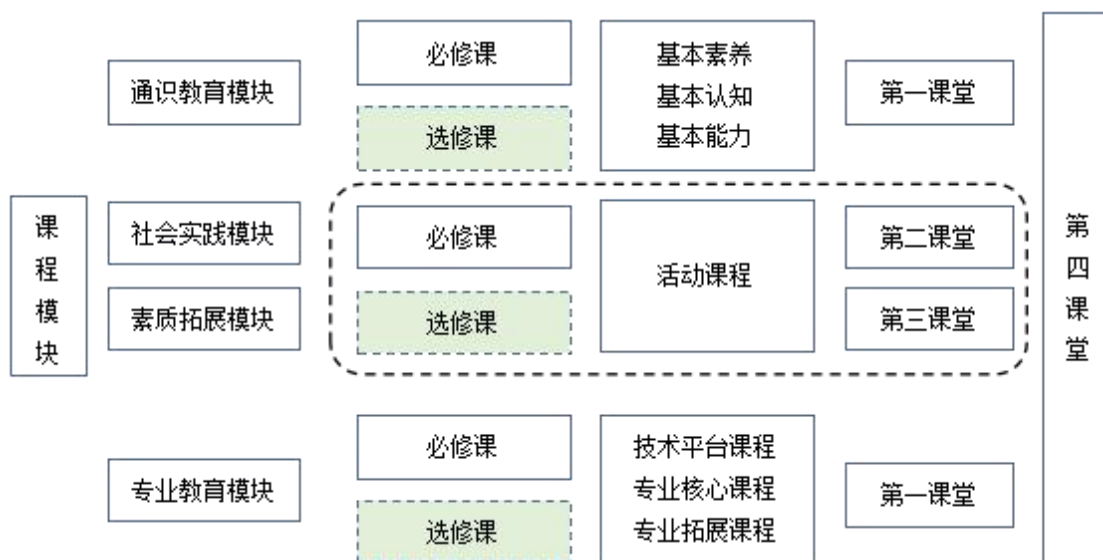 课程模块
通识教育模块
必修课
选修课
基本素养
基本认知
基本能力
第一课堂
社会实践模块
素质拓展模块
必修课
选修课
活动课程
第二课堂
第三课堂
专业教育模块
必修课
选修课
技术平台课程
专业核心课程
专业拓展课程
第一课堂
第四课堂